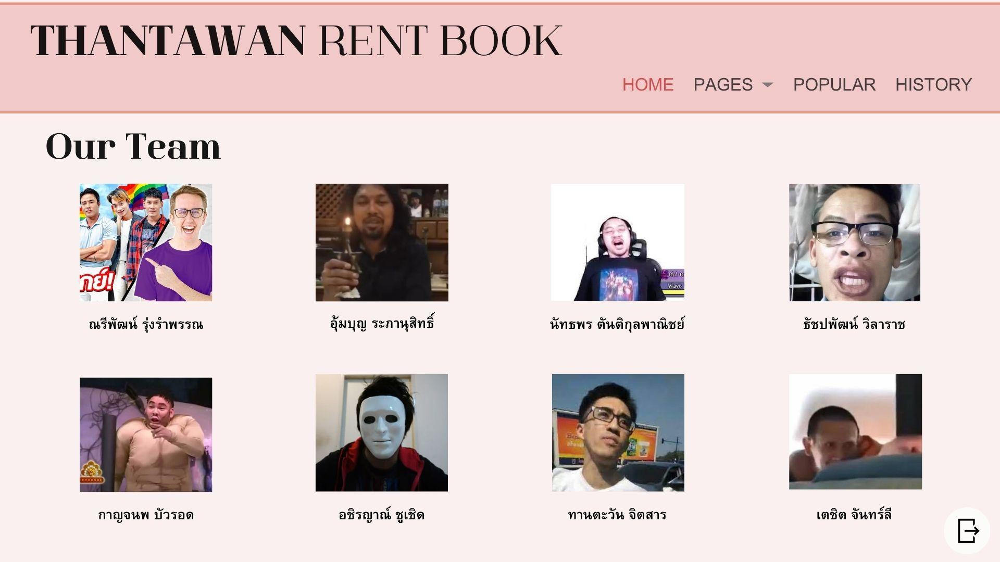 THANTAWAN RENT BOOK
HOME PAGES POPULAR HISTORY
Our Team
กย์!
Wave
ณรีพัฒน์ รุ่งรำพรรณ
อุ้มบุญ ระภานุสิทธิ์
นัทธพร ตันติกุลพาณิชย์
ธัชปพัฒน์ วิลาราช
กาญจนพ บัวรอด
อชิรญาณ์ ชูเชิด
ทานตะวัน จิตสาร
เตชิต จันทร์ลี